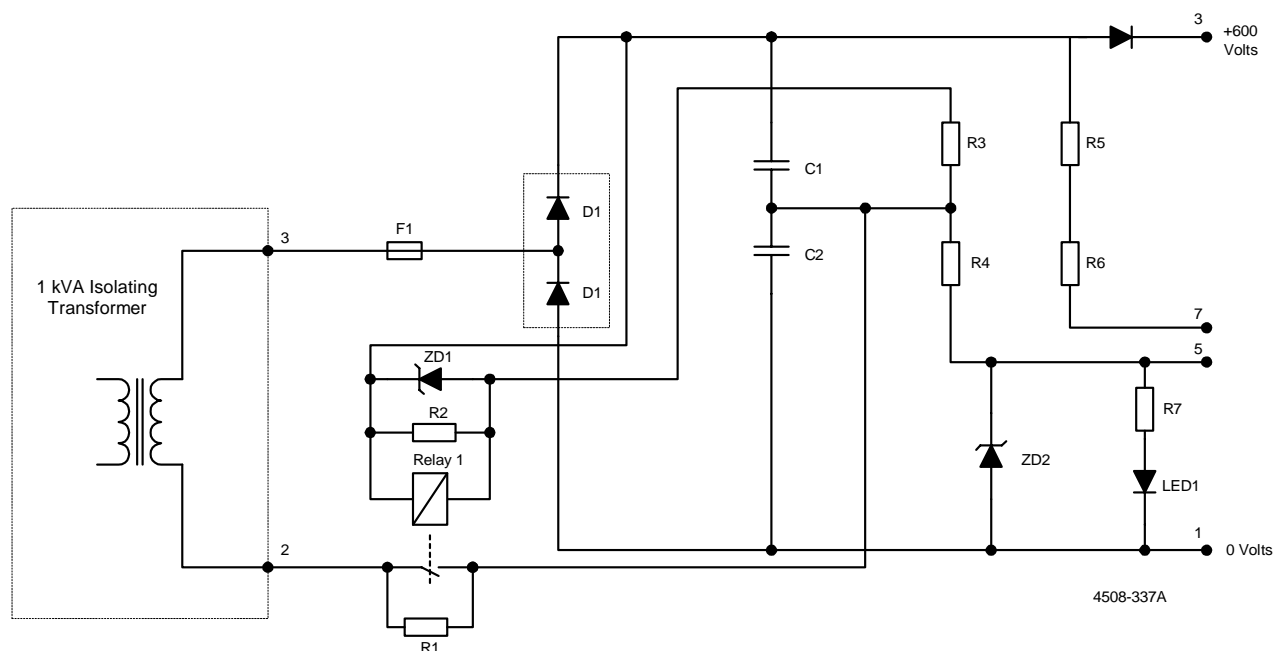 3
+600
Volts
R3
R5
C1
D1
3
F1
C2
R4
R6
1 kVA Isolating
Transformer
D1
7
ZD1
5
R2
R7
Relay 1
ZD2
LED1
2
1
0 Volts
4508-337A
R1